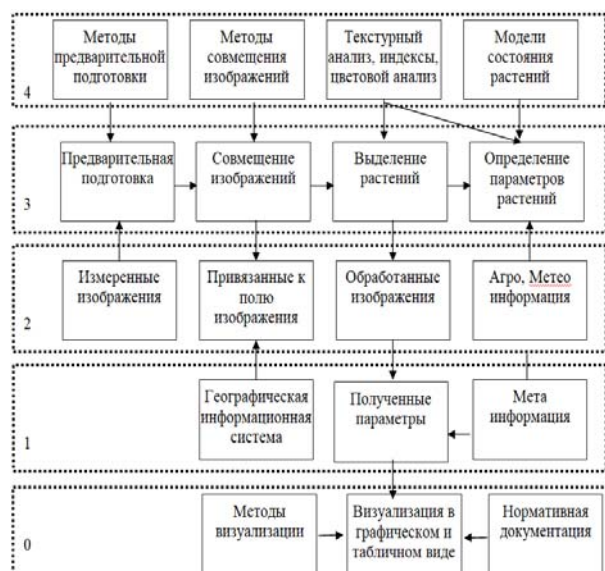 Методы
предварительной
подготовки
Методы
совмещения
изображений
Текстурный
анализ, индексы,
цветовой анализ
Модели
состояния
растений
4
Предварительная
подготовка
Совмещение
изображений
Выделение
растений
Определение
параметров
растений
3
Измеренные
изображения
Привязанные к
полю
изображения
Обработанные
изображения
Агро, Метео
информация
2
Географическая
информационная
система
Полученные
параметры
Мета
информация
1
Методы
визуализации
Визуализация в
графическом и
табличном виде
Нормативная
документация
0